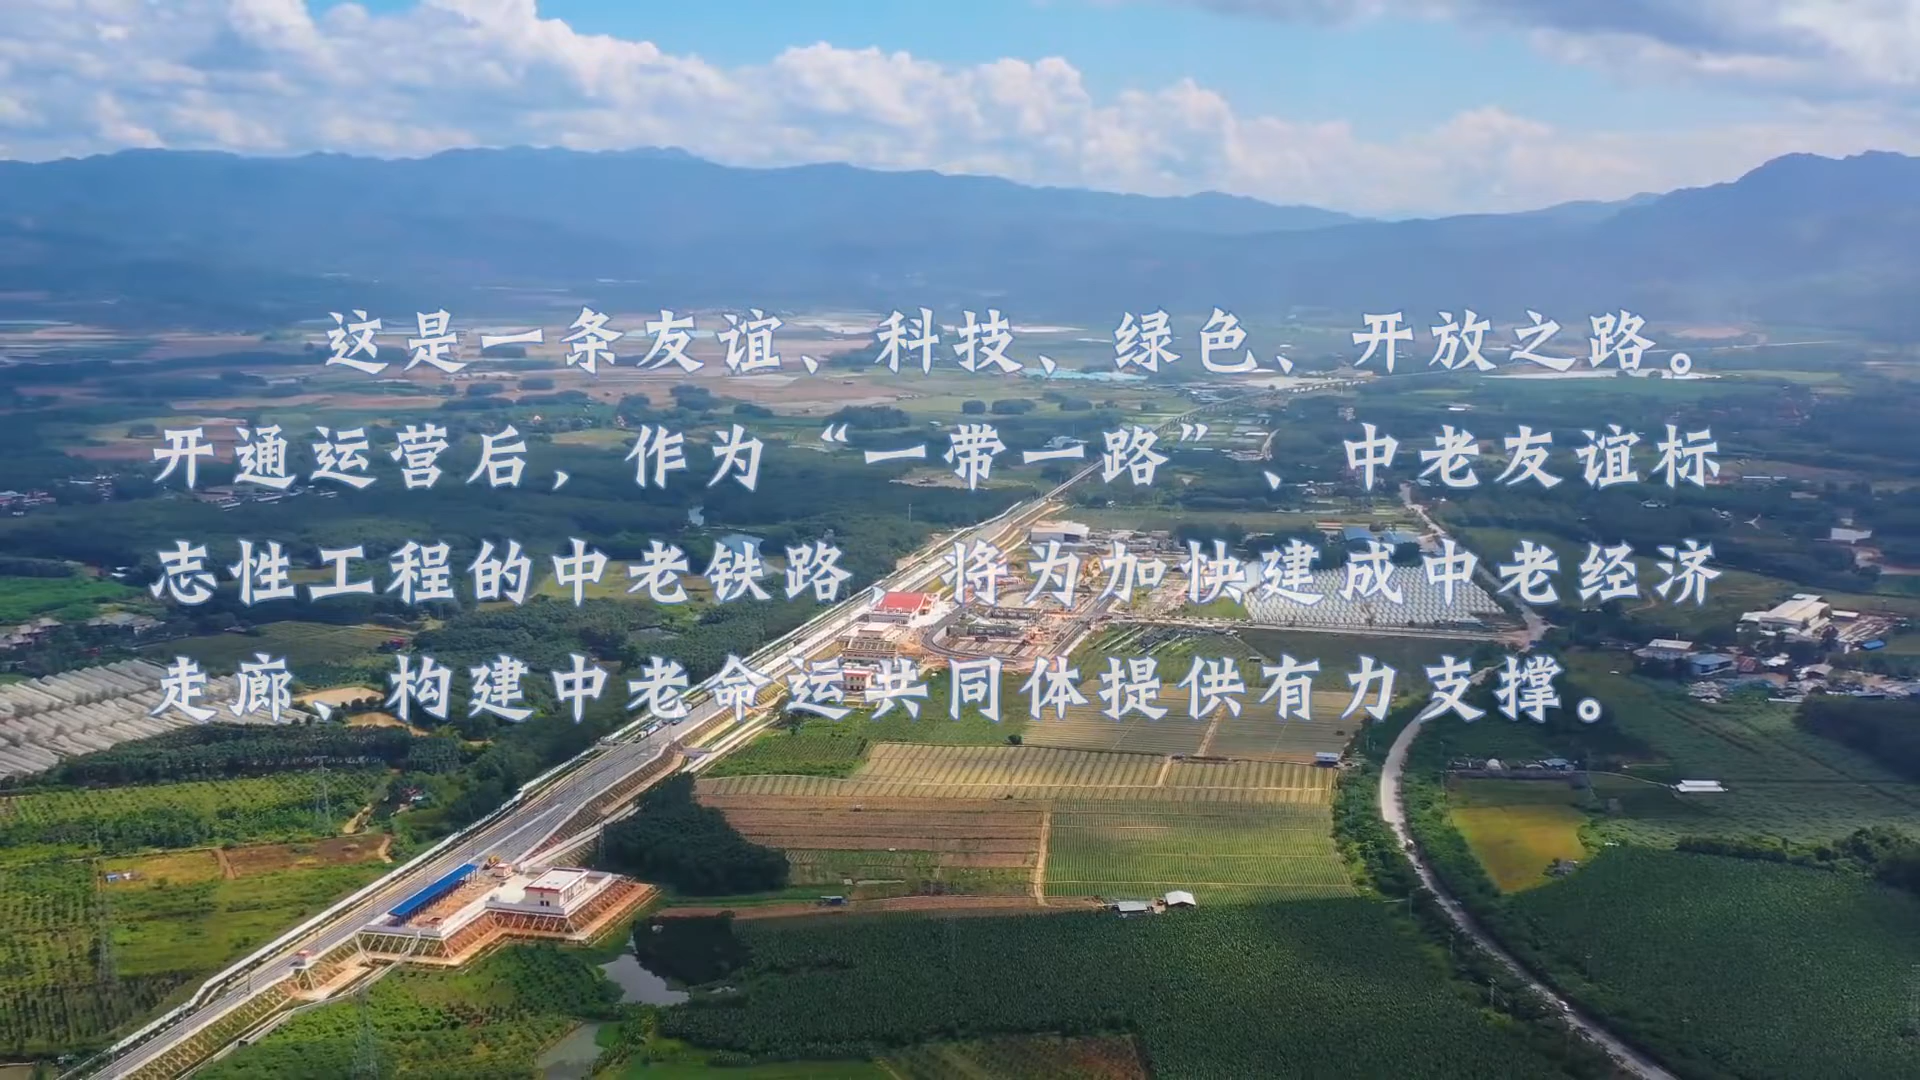 这是一条友谊、科技、绿色、开放之路。
开通运营后，作为“一带一路”、中老友谊标
志性工程的中老铁路，将为加快建成中老经济
走廊、构建中老命运共同体提供有力支撑。